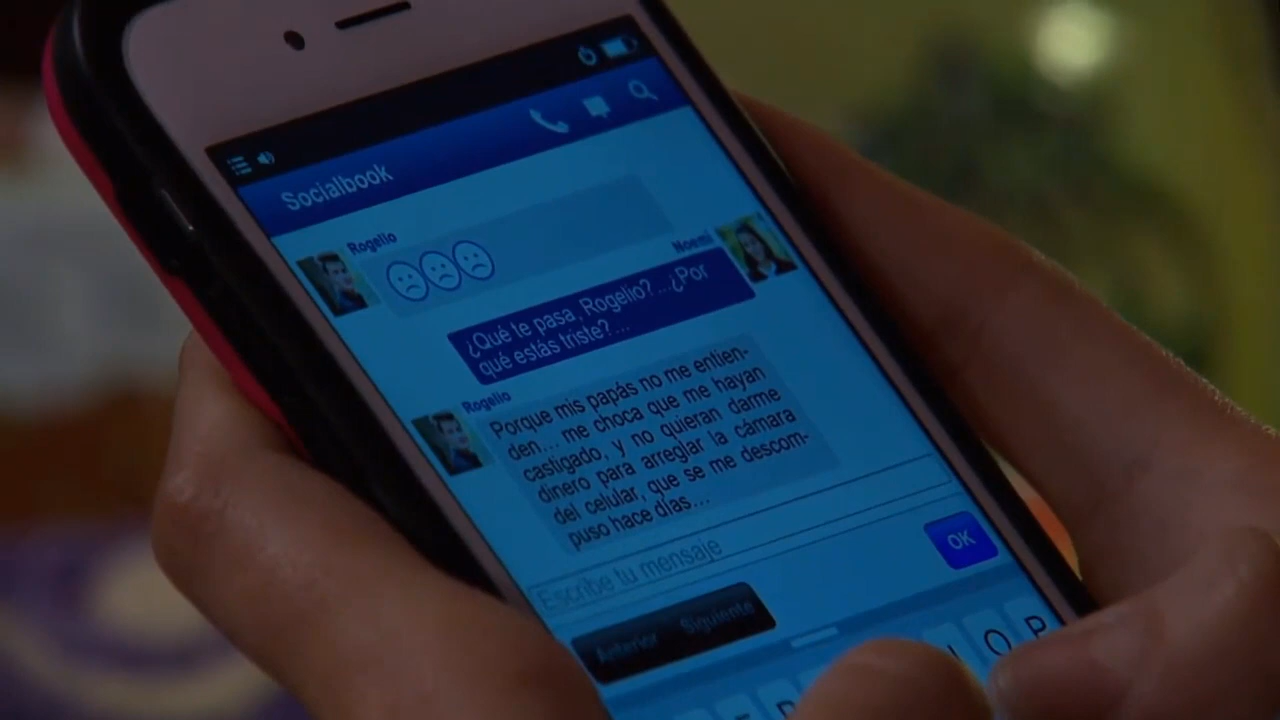 Socialbook
Rogelio
Noemí
¿Qué te pasa, Rogelio?...¿Por
qué estás triste?...
Rogelio
Porque mis papás no me entien-
den... me choca que me hayan
castigado, y no quieran darme
dinero para arreglar la cámara
del celular, que se me descom-
puso hace días...
Escribe tu mensaje
OK
Anterior Siguiente
O P